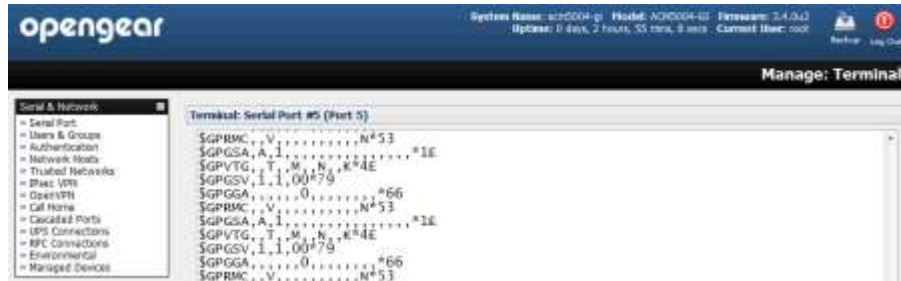 opengear
System Name: acm5004-gi Model: ACM5004-GI Firmware: 3.4.0u2
Uptime: 0 days, 2 hours, 55 mins, 8 secs Current User: root
Backup Log Out
Manage: Terminal
Serial & Network
Serial Port
Users & Groups
Authentication
Network Hosts
Trusted Networks
IPsec VPN
OpenVPN
Call Home
Cascaded Ports
UPS Connections
RPC Connections
Environmental
Managed Devices
Terminal: Serial Port #5 (Port 5)
$GPRMC,,V,,,,,,,,,,N*53
$GPGSA,A,1,,,,,,,,,,,,,,,*1E
$GPVTG,,T,,M,,N,,K*4E
$GPGSV,1,1,00*79
$GPGGA,,,,,,0,,,,,,,,*66
$GPRMC,,V,,,,,,,,,,N*53
$GPGSA,A,1,,,,,,,,,,,,,,,*1E
$GPVTG,,T,,M,,N,,K*4E
$GPGSV,1,1,00*79
$GPGGA,,,,,,0,,,,,,,,*66
$GPRMC,,V,,,,,,,,,,N*53